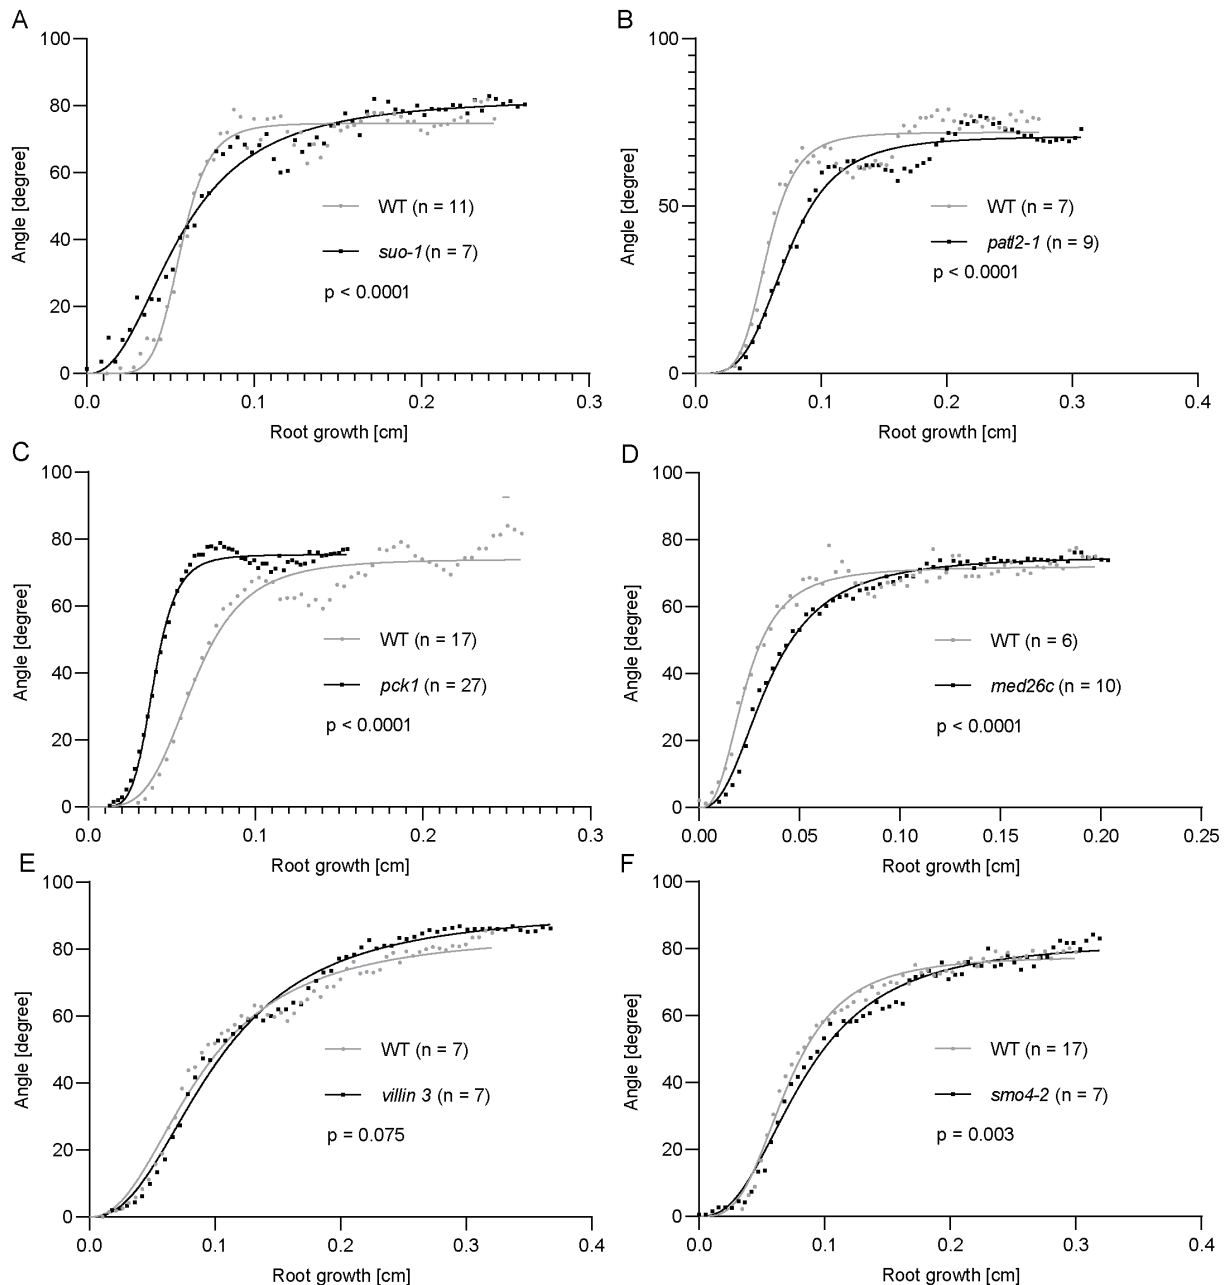 A
100
80
60
40
20
0
Angle [degree]
WT (n = 11)
suo-1 (n = 7)
p < 0.0001
0.0 0.1 0.2 0.3
Root growth [cm]
B
100
50
0
Angle [degree]
WT (n = 7)
patl2-1 (n = 9)
p < 0.0001
0.0 0.1 0.2 0.3 0.4
Root growth [cm]
C
100
80
60
40
20
0
Angle [degree]
WT (n = 17)
pck1 (n = 27)
p < 0.0001
0.0 0.1 0.2 0.3
Root growth [cm]
D
100
80
60
40
20
0
Angle [degree]
WT (n = 6)
med26c (n = 10)
p < 0.0001
0.00 0.05 0.10 0.15 0.20 0.25
Root growth [cm]
E
100
80
60
40
20
0
Angle [degree]
WT (n = 7)
villin 3 (n = 7)
p = 0.075
0.0 0.1 0.2 0.3 0.4
Root growth [cm]
F
100
80
60
40
20
0
Angle [degree]
WT (n = 17)
smo4-2 (n = 7)
p = 0.003
0.0 0.1 0.2 0.3 0.4
Root growth [cm]